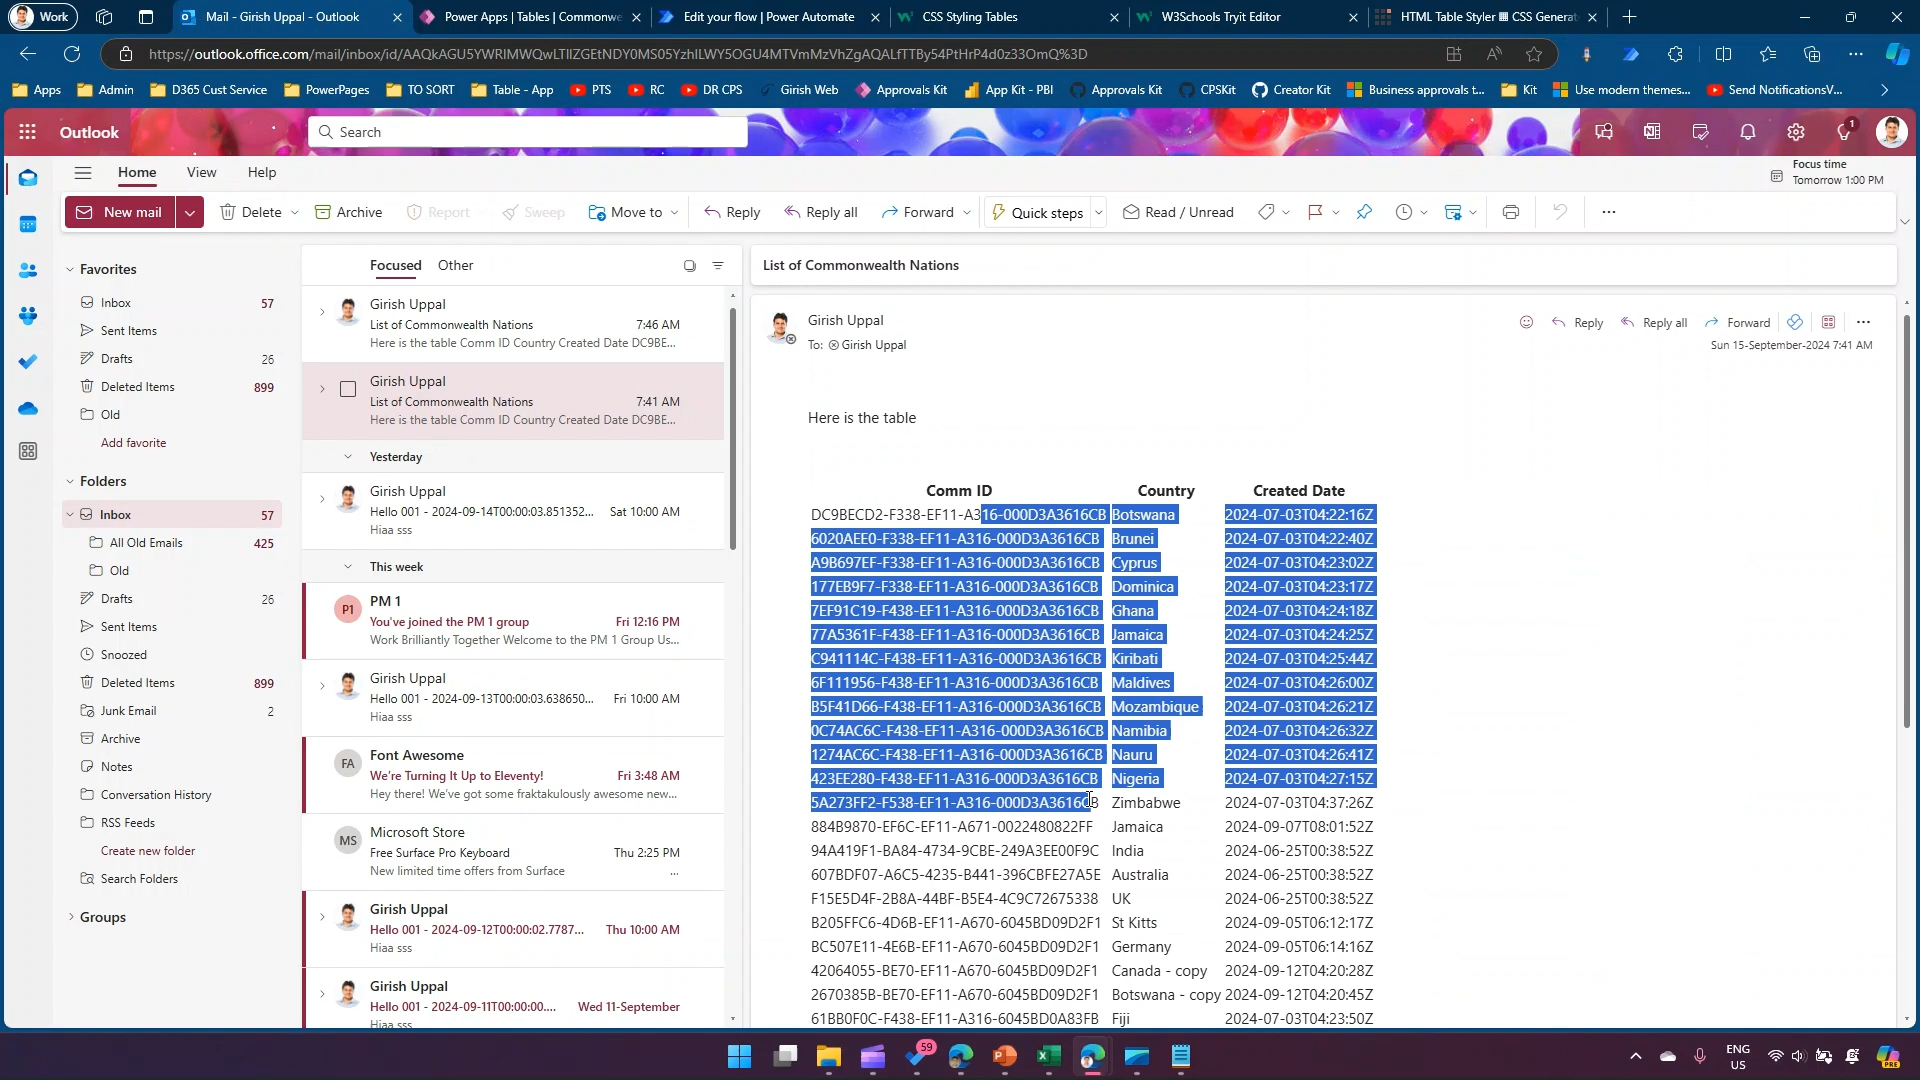 Work
Mail - Girish Uppal - Outlook
Power Apps | Tables | Commonwe
Edit your flow | Power Automate
CSS Styling Tables
W3Schools Tryit Editor
HTML Table Styler ▦ CSS Generat
https://outlook.office.com/mail/inbox/id/AAQkAGU5YWRlMWQwLTllZGEtNDY0MS05YzhlLWY5OGU4MTVmMzVhZgAQALfTTBy54PtHrP4d0z33OmQ%3D
Apps
Admin
D365 Cust Service
PowerPages
TO SORT
Table - App
PTS
RC
DR CPS
Girish Web
Approvals Kit
App Kit - PBI
Approvals Kit
CPSKit
Creator Kit
Business approvals t...
Kit
Use modern themes...
Send NotificationsV...
Outlook
Search
1
Home
View
Help
Focus time
Tomorrow 1:00 PM
New mail
Delete
Archive
Report
Sweep
Move to
Reply
Reply all
Forward
Quick steps
Read / Unread
Favorites
Inbox 57
Sent Items
Drafts 26
Deleted Items 899
Old
Add favorite
Folders
Inbox 57
All Old Emails 425
Old
Drafts 26
Sent Items
Snoozed
Deleted Items 899
Junk Email 2
Archive
Notes
Conversation History
RSS Feeds
Create new folder
Search Folders
Groups
Focused Other
Girish Uppal
List of Commonwealth Nations 7:46 AM
Here is the table Comm ID Country Created Date DC9BE...
Girish Uppal
List of Commonwealth Nations 7:41 AM
Here is the table Comm ID Country Created Date DC9BE...
Yesterday
Girish Uppal
Hello 001 - 2024-09-14T00:00:03.851352... Sat 10:00 AM
Hiaa sss
This week
P1
PM 1
You've joined the PM 1 group Fri 12:16 PM
Work Brilliantly Together Welcome to the PM 1 Group Us...
Girish Uppal
Hello 001 - 2024-09-13T00:00:03.638650... Fri 10:00 AM
Hiaa sss
FA
Font Awesome
We're Turning It Up to Eleventy! Fri 3:48 AM
Hey there! We've got some fraktakulously awesome new...
MS
Microsoft Store
Free Surface Pro Keyboard Thu 2:25 PM
New limited time offers from Surface ...
Girish Uppal
Hello 001 - 2024-09-12T00:00:02.7787... Thu 10:00 AM
Hiaa sss
Girish Uppal
Hello 001 - 2024-09-11T00:00:00.... Wed 11-September
Hiaa sss
List of Commonwealth Nations
Girish Uppal
To: Girish Uppal
Reply
Reply all
Forward
Sun 15-September-2024 7:41 AM
Here is the table
Comm ID Country Created Date
DC9BECD2-F338-EF11-A316-000D3A3616CB Botswana 2024-07-03T04:22:16Z
6020AEE0-F338-EF11-A316-000D3A3616CB Brunei 2024-07-03T04:22:40Z
A9B697EF-F338-EF11-A316-000D3A3616CB Cyprus 2024-07-03T04:23:02Z
177EB9F7-F338-EF11-A316-000D3A3616CB Dominica 2024-07-03T04:23:17Z
7EF91C19-F438-EF11-A316-000D3A3616CB Ghana 2024-07-03T04:24:18Z
77A5361F-F438-EF11-A316-000D3A3616CB Jamaica 2024-07-03T04:24:25Z
C941114C-F438-EF11-A316-000D3A3616CB Kiribati 2024-07-03T04:25:44Z
6F111956-F438-EF11-A316-000D3A3616CB Maldives 2024-07-03T04:26:00Z
B5F41D66-F438-EF11-A316-000D3A3616CB Mozambique 2024-07-03T04:26:21Z
0C74AC6C-F438-EF11-A316-000D3A3616CB Namibia 2024-07-03T04:26:32Z
1274AC6C-F438-EF11-A316-000D3A3616CB Nauru 2024-07-03T04:26:41Z
423EE280-F438-EF11-A316-000D3A3616CB Nigeria 2024-07-03T04:27:15Z
5A273FF2-F538-EF11-A316-000D3A3616CB Zimbabwe 2024-07-03T04:37:26Z
884B9870-EF6C-EF11-A671-0022480822FF Jamaica 2024-09-07T08:01:52Z
94A419F1-BA84-4734-9CBE-249A3EE00F9C India 2024-06-25T00:38:52Z
607BDF07-A6C5-4235-B441-396CBFE27A5E Australia 2024-06-25T00:38:52Z
F15E5D4F-2B8A-44BF-B5E4-4C9C72675338 UK 2024-06-25T00:38:52Z
B205FFC6-4D6B-EF11-A670-6045BD09D2F1 St Kitts 2024-09-05T06:12:17Z
BC507E11-4E6B-EF11-A670-6045BD09D2F1 Germany 2024-09-05T06:14:16Z
42064055-BE70-EF11-A670-6045BD09D2F1 Canada - copy 2024-09-12T04:20:28Z
2670385B-BE70-EF11-A670-6045BD09D2F1 Botswana - copy 2024-09-12T04:20:45Z
61BB0F0C-F438-EF11-A316-6045BD0A83FB Fiji 2024-07-03T04:23:50Z
59
ENG
US
PRE